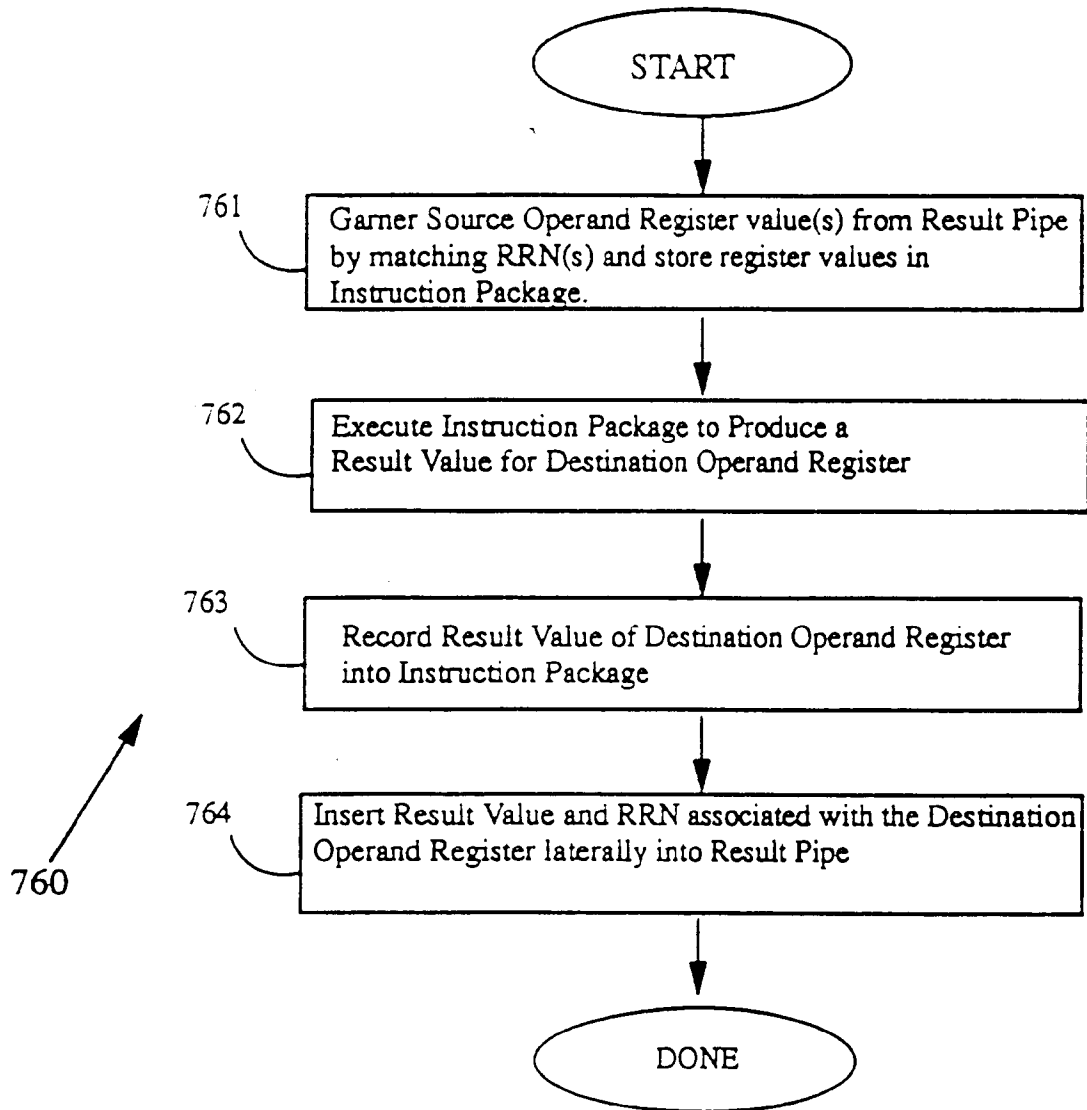 START
761
Garner Source Operand Register value(s) from Result Pipe
by matching RRN(s) and store register values in
Instruction Package.
762
Execute Instruction Package to Produce a
Result Value for Destination Operand Register
763
Record Result Value of Destination Operand Register
into Instruction Package
764
Insert Result Value and RRN associated with the Destination
Operand Register laterally into Result Pipe
760
DONE